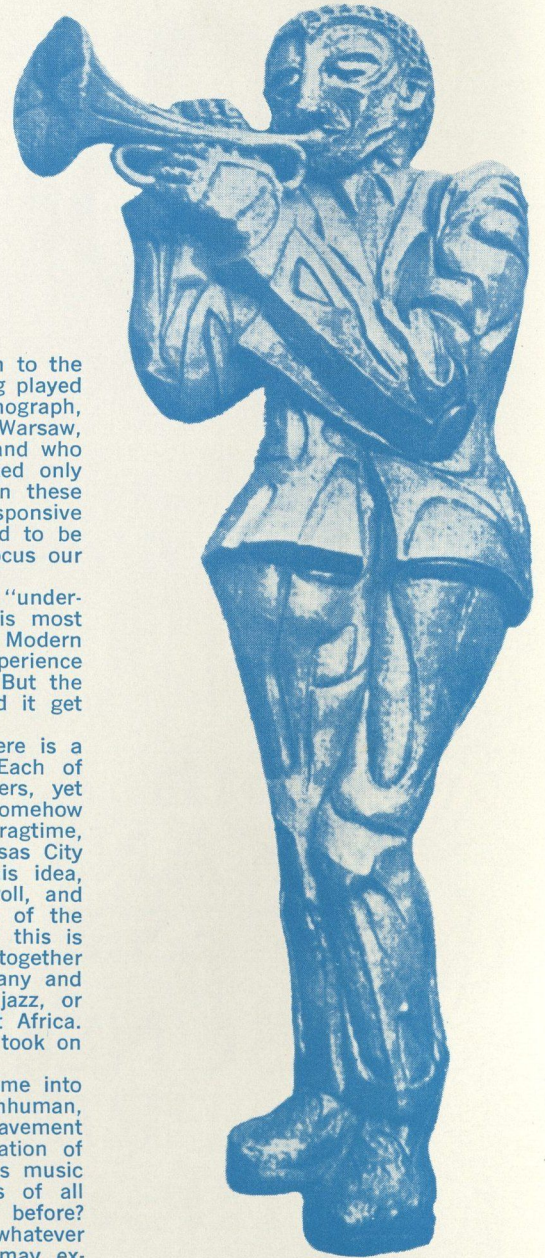 n to the
g played
nograph,
Warsaw,
and who
ed only
n these
sponsive
d to be
ocus our
"under-
is most
Modern
perience
But the
d it get
ere is a
Each of
ers, yet
omehow
ragtime,
sas City
is idea,
roll, and
of the
this is
together
any and
jazz, or
t Africa.
took on
me into
nhuman,
avement
ation of
s music
s of all
before?
whatever
may ex-